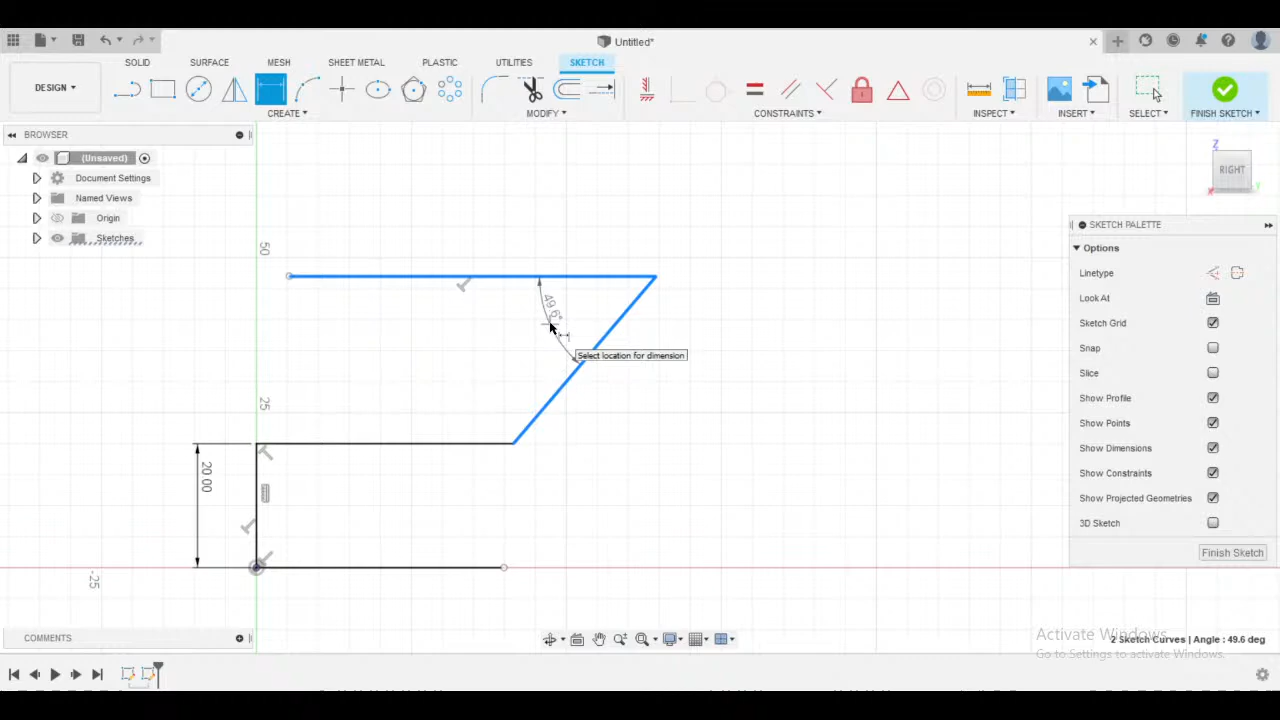 Untitled*
SOLID
SURFACE
MESH
SHEET METAL
PLASTIC
UTILITIES
SKETCH
DESIGN
CREATE
MODIFY
CONSTRAINTS
INSPECT
INSERT
SELECT
FINISH SKETCH
BROWSER
(Unsaved)
Document Settings
Named Views
Origin
Sketches
Z
RIGHT
X
Y
SKETCH PALETTE
Options
Linetype
Look At
Sketch Grid
Snap
Slice
Show Profile
Show Points
Show Dimensions
Show Constraints
Show Projected Geometries
3D Sketch
Finish Sketch
50
49.6°
Select location for dimension
25
20.00
-25
COMMENTS
Activate Windows
2 Sketch Curves | Angle : 49.6 deg
Go to Settings to activate Windows.